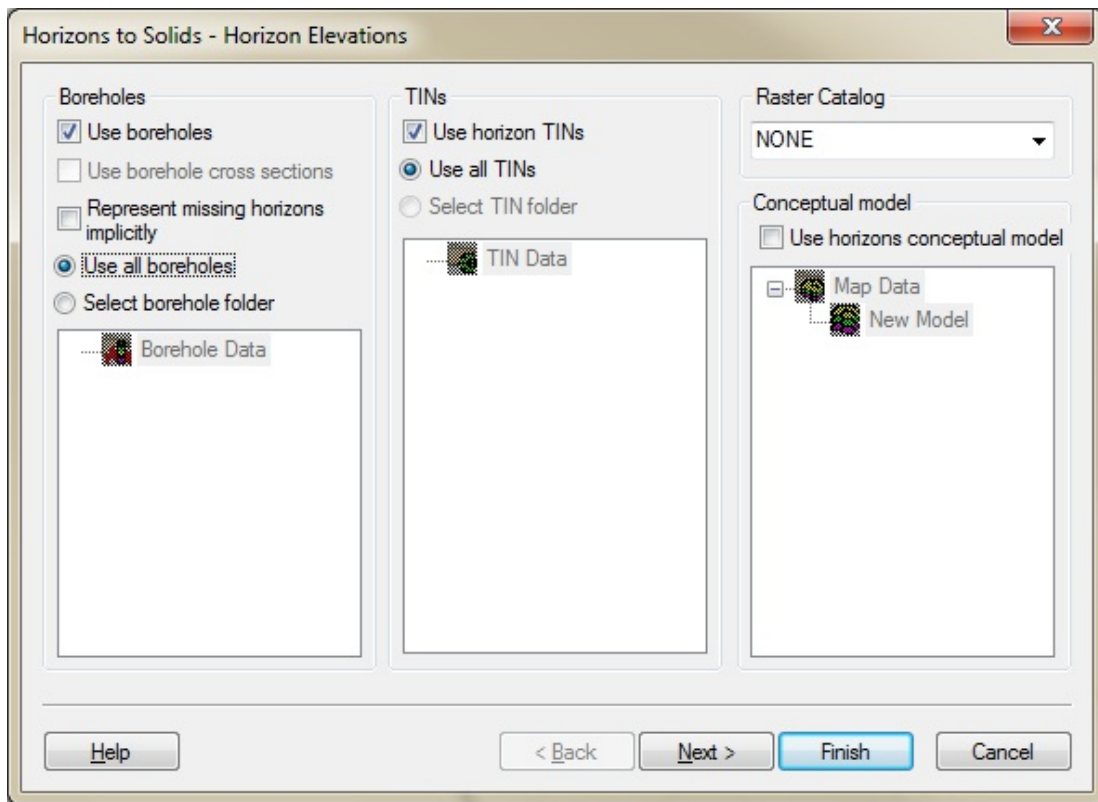 Horizons to Solids - Horizon Elevations
Boreholes
Use boreholes
Use borehole cross sections
Represent missing horizons
implicitly
Use all boreholes
Select borehole folder
Borehole Data
TINs
Use horizon TINs
Use all TINs
Select TIN folder
TIN Data
Raster Catalog
NONE
Conceptual model
Use horizons conceptual model
Map Data
New Model
Help
< Back
Next >
Finish
Cancel